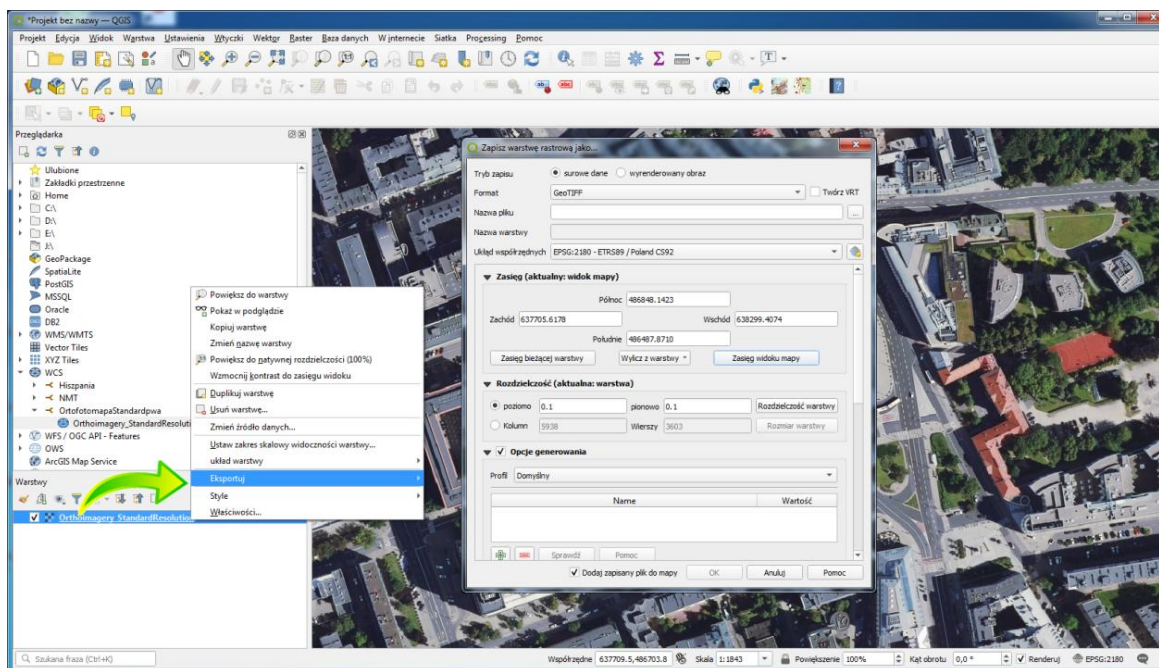 *Projekt bez nazwy — QGIS
Projekt Edycja Widok Warstwa Ustawienia Wtyczki Wektor Raster Baza danych W internecie Siatka Processing Pomoc
Przeglądarka
Ulubione
Zakładki przestrzenne
Home
C:\
D:\
E:\
J:\
GeoPackage
SpatiaLite
PostGIS
MSSQL
Oracle
DB2
WMS/WMTS
Vector Tiles
XYZ Tiles
WCS
Hiszpania
NMT
OrtofotomapaStandardpwa
Orthoimagery_StandardResoluti
WFS / OGC API - Features
OWS
ArcGIS Map Service
Warstwy
Orthoimagery_StandardResolution
Powiększ do warstwy
Pokaż w podglądzie
Kopiuj warstwę
Zmień nazwę warstwy
Powiększ do natywnej rozdzielczości (100%)
Wzmocnij kontrast do zasięgu widoku
Duplikuj warstwę
Usuń warstwę...
Zmień źródło danych...
Ustaw zakres skalowy widoczności warstwy...
układ warstwy
Eksportuj
Style
Właściwości...
Zapisz warstwę rastrową jako...
Tryb zapisu surowe dane wyrenderowany obraz
Format GeoTIFF Twórz VRT
Nazwa pliku ...
Nazwa warstwy
Układ współrzędnych EPSG:2180 - ETRS89 / Poland CS92
Zasięg (aktualny: widok mapy)
Północ 486848.1423
Zachód 637705.6178 Wschód 638299.4074
Południe 486487.8710
Zasięg bieżącej warstwy Wylicz z warstwy Zasięg widoku mapy
Rozdzielczość (aktualna: warstwa)
poziomo 0.1 pionowo 0.1 Rozdzielczość warstwy
Kolumn 5938 Wierszy 3603 Rozmiar warstwy
Opcje generowania
Profil Domyślny
Name Wartość
Sprawdź Pomoc
Dodaj zapisany plik do mapy OK Anuluj Pomoc
Szukana fraza (Ctrl+K) Współrzędne 637709.5,486703.8 Skala 1:1843 Powiększenie 100% Kąt obrotu 0,0 ° Renderuj EPSG:2180